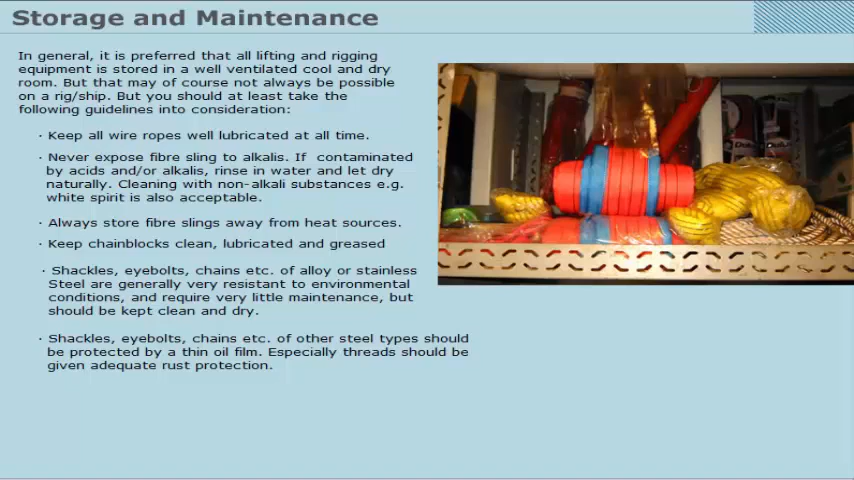 Storage and Maintenance
In general, it is preferred that all lifting and rigging
equipment is stored in a well ventilated cool and dry
room. But that may of course not always be possible
on a rig/ship. But you should at least take the
following guidelines into consideration:
· Keep all wire ropes well lubricated at all time.
· Never expose fibre sling to alkalis. If contaminated
by acids and/or alkalis, rinse in water and let dry
naturally. Cleaning with non-alkali substances e.g.
white spirit is also acceptable.
· Always store fibre slings away from heat sources.
· Keep chainblocks clean, lubricated and greased
· Shackles, eyebolts, chains etc. of alloy or stainless
Steel are generally very resistant to environmental
conditions, and require very little maintenance, but
should be kept clean and dry.
· Shackles, eyebolts, chains etc. of other steel types should
be protected by a thin oil film. Especially threads should be
given adequate rust protection.